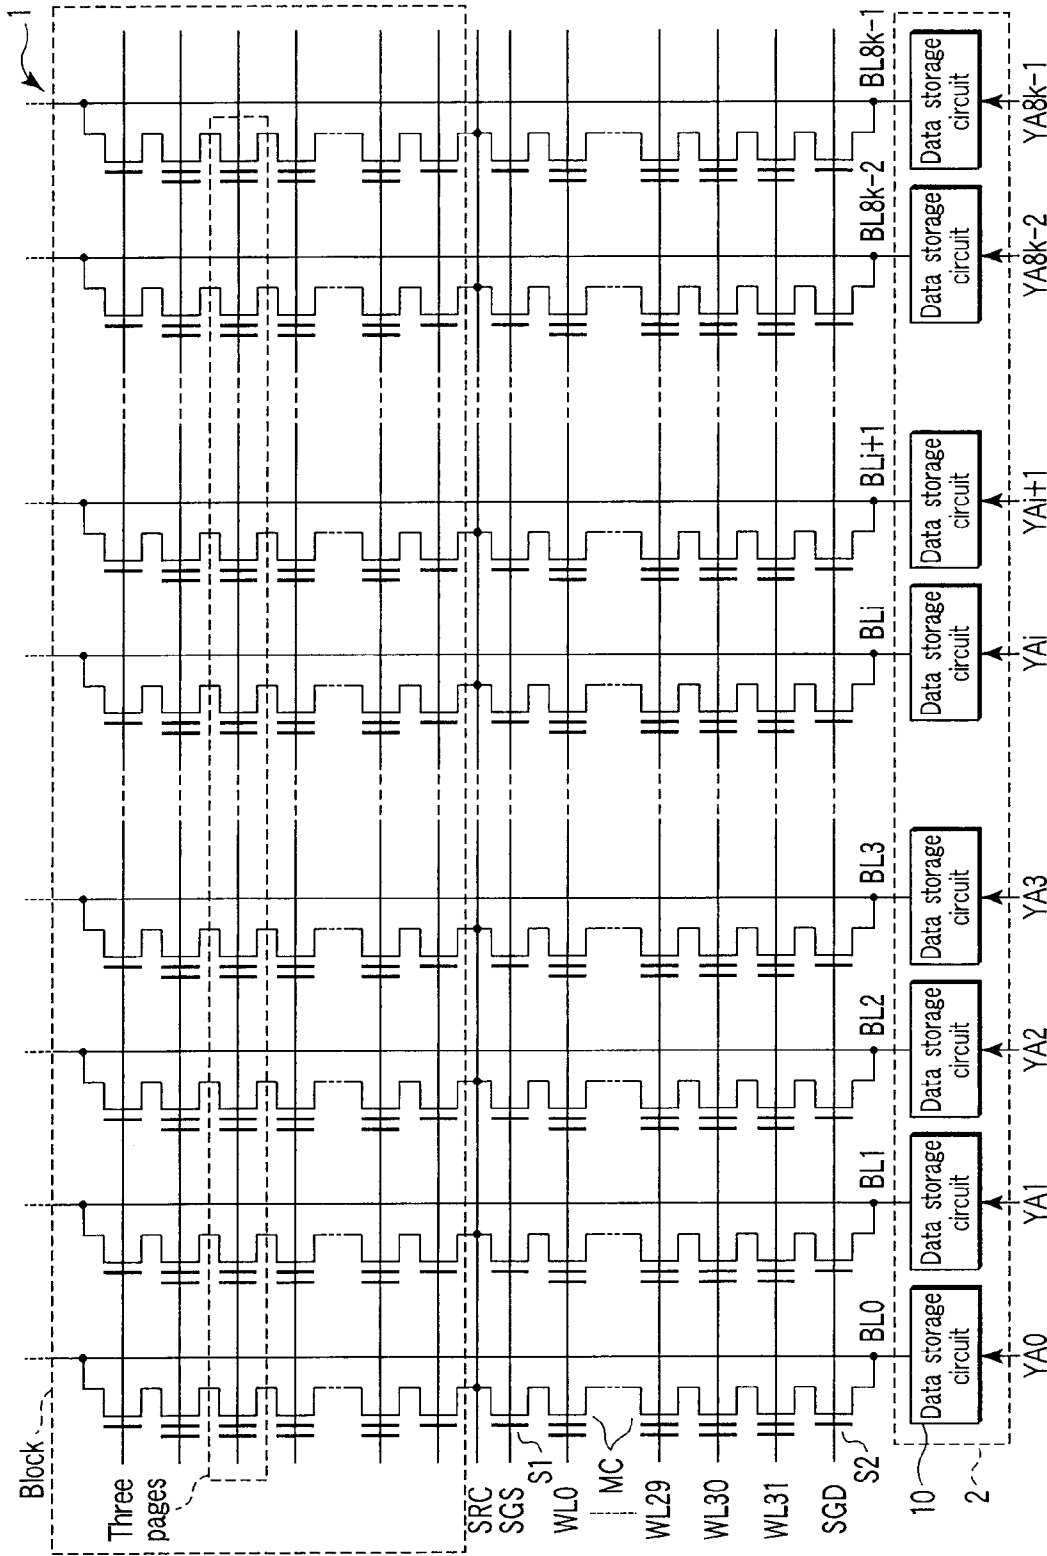 1
Block
Three
pages
SRC
SGS
S1
WL0
MC
WL29
WL30
WL31
SGD
S2
BL0
BL1
BL2
BL3
BLi
BLi+1
BL8k-2
BL8k-1
10
2
Data storage
circuit
Data storage
circuit
Data storage
circuit
Data storage
circuit
Data storage
circuit
Data storage
circuit
Data storage
circuit
Data storage
circuit
YA0
YA1
YA2
YA3
YAi
YAi+1
YA8k-2
YA8k-1